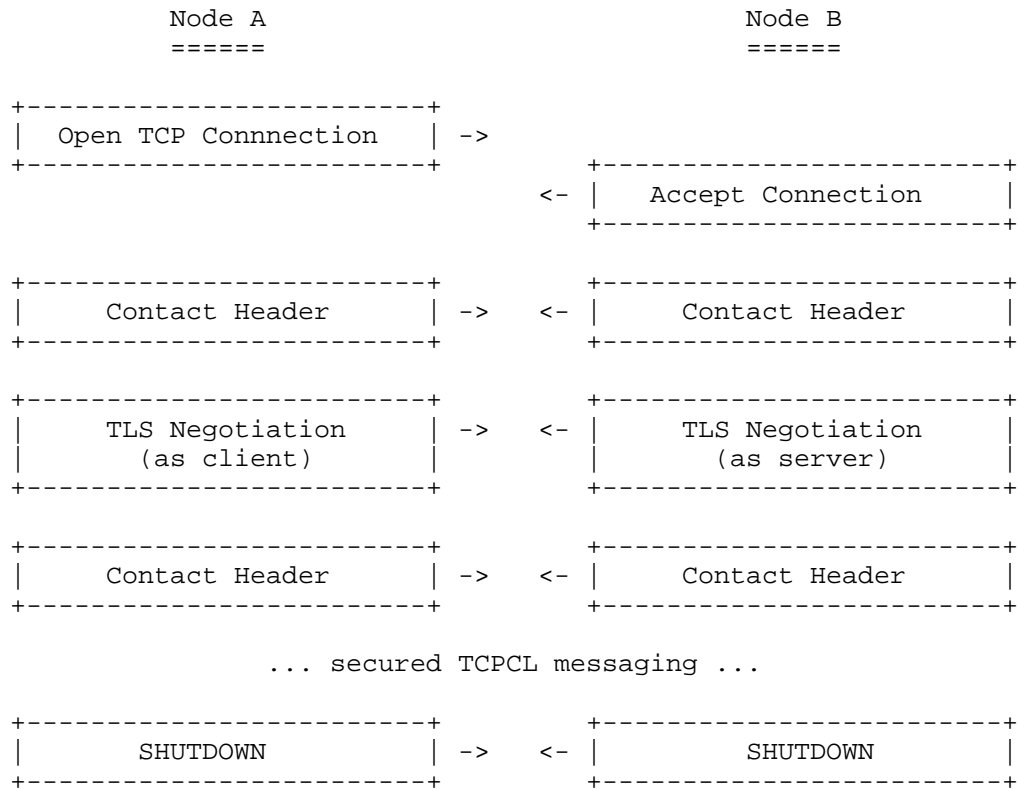 Node A                              Node B
======                              ======

+-------------------------+
|  Open TCP Connnection   | ->
+-------------------------+         +-------------------------+
                                 <- |   Accept Connection     |
                                    +-------------------------+

+-------------------------+         +-------------------------+
|     Contact Header      | ->   <- |     Contact Header      |
+-------------------------+         +-------------------------+

+-------------------------+         +-------------------------+
|     TLS Negotiation     | ->   <- |     TLS Negotiation     |
|       (as client)       |         |       (as server)       |
+-------------------------+         +-------------------------+

+-------------------------+         +-------------------------+
|     Contact Header      | ->   <- |     Contact Header      |
+-------------------------+         +-------------------------+

                ... secured TCPCL messaging ...

+-------------------------+         +-------------------------+
|       SHUTDOWN          | ->   <- |         SHUTDOWN        |
+-------------------------+         +-------------------------+